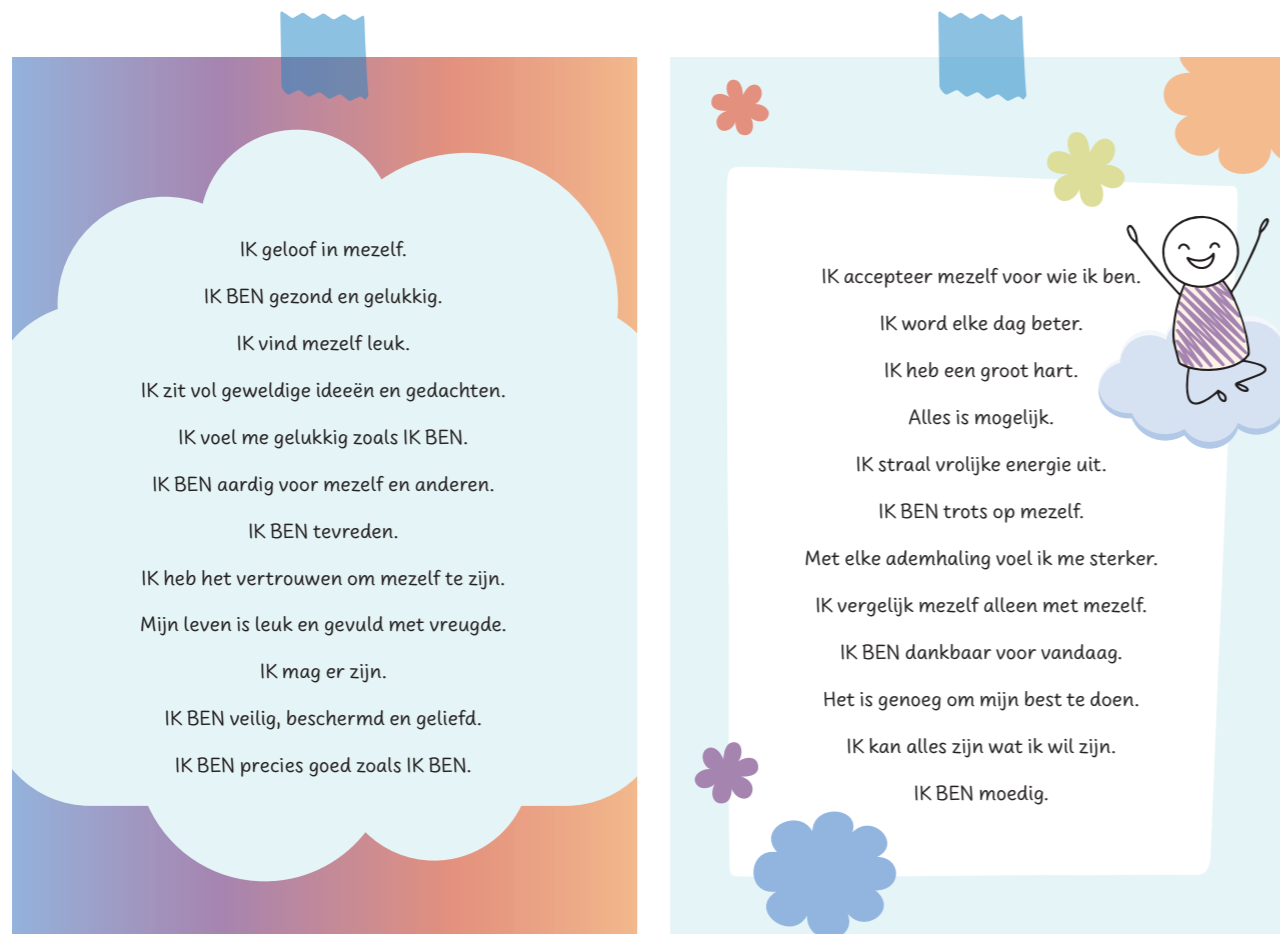 IK geloof in mezelf.
IK BEN gezond en gelukkig.
IK vind mezelf leuk.
IK zit vol geweldige ideeën en gedachten.
IK voel me gelukkig zoals IK BEN.
IK BEN aardig voor mezelf en anderen.
IK BEN tevreden.
IK heb het vertrouwen om mezelf te zijn.
Mijn leven is leuk en gevuld met vreugde.
IK mag er zijn.
IK BEN veilig, beschermd en geliefd.
IK BEN precies goed zoals IK BEN.
IK accepteer mezelf voor wie ik ben.
IK word elke dag beter.
IK heb een groot hart.
Alles is mogelijk.
IK straal vrolijke energie uit.
IK BEN trots op mezelf.
Met elke ademhaling voel ik me sterker.
IK vergelijk mezelf alleen met mezelf.
IK BEN dankbaar voor vandaag.
Het is genoeg om mijn best te doen.
IK kan alles zijn wat ik wil zijn.
IK BEN moedig.